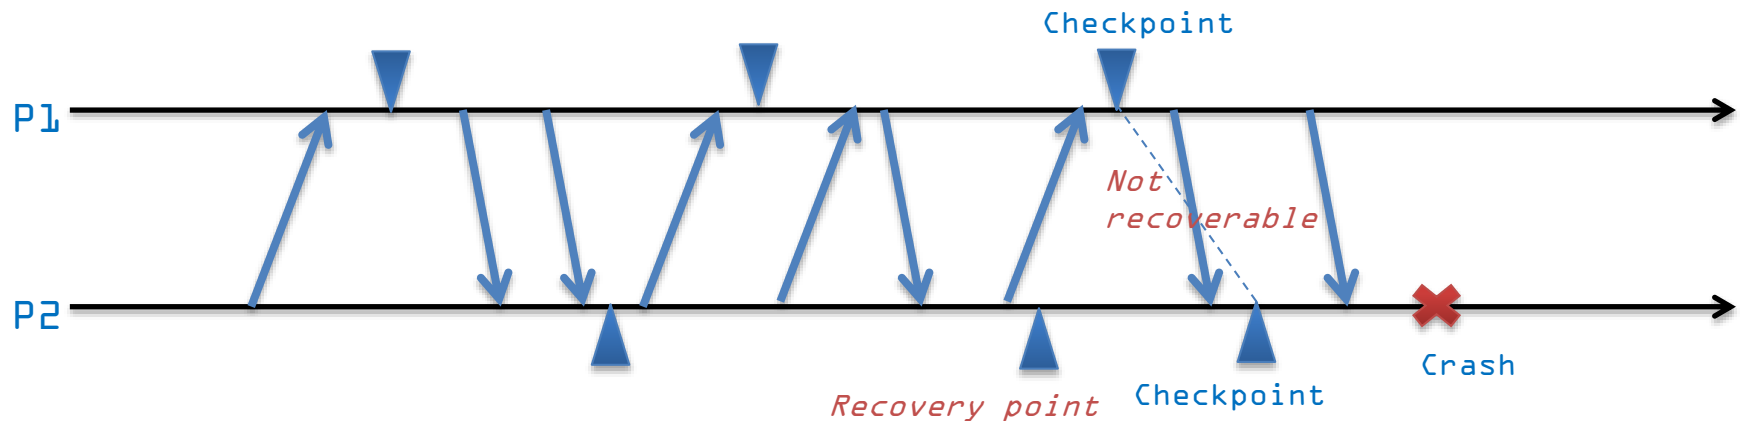 Checkpoint
P1
Not
recoverable
P2
Crash
Checkpoint
Recovery point